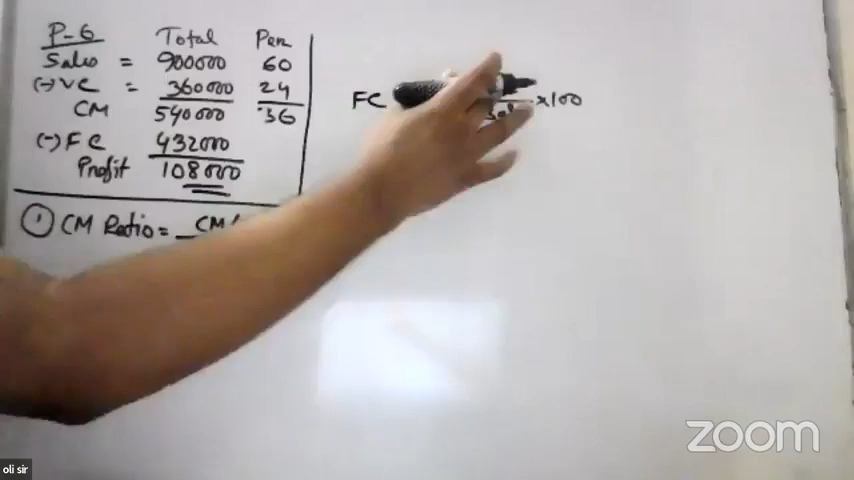 P-6 Total Per
Sales = 900000 60
(-) VC = 360000 24
CM 540000 36
(-) FC 432000
Profit 108000
① CM Ratio = CM
FC
x100
zoom
oli sir